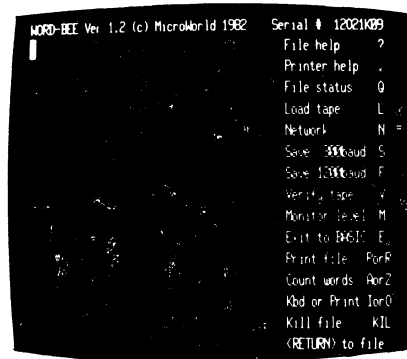 WORD-BEE Ver 1.2 (c) MicroWorld 1982 Serial # 12021K09
File help ?
Printer help .
File status Q
Load tape L
Network N
Save 300baud S
Save 1200baud F
Verify tape V
Monitor level M
Exit to BASIC E
Print file PorR
Count words AorZ
Kbd or Print IorO
Kill file KIL
<RETURN> to file